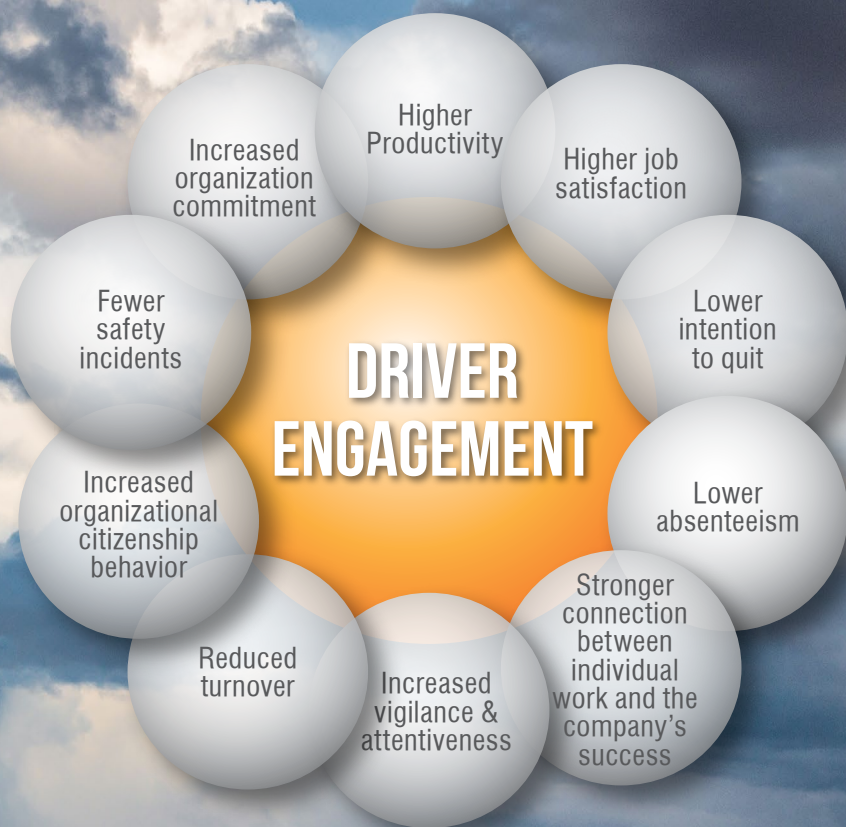 Higher
Productivity
Higher job
satisfaction
Lower
intention
to quit
Lower
absenteeism
Stronger
connection
between
individual
work and the
company's
success
Increased
vigilance &
attentiveness
Reduced
turnover
Increased
organizational
citizenship
behavior
Fewer
safety
incidents
Increased
organization
commitment
DRIVER
ENGAGEMENT